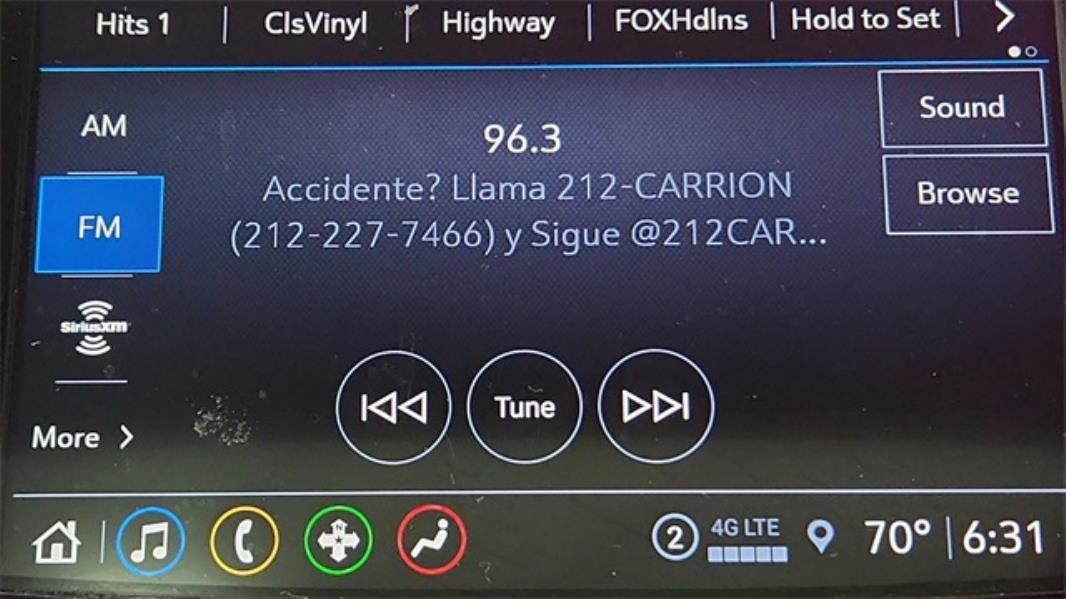 Hits 1 | ClsVinyl | Highway | FOXHdlns | Hold to Set |
AM
96.3
Sound
Accidente? Llama 212-CARRION
(212-227-7466) y Sigue @212CAR...
Browse
FM
SiriusXM
Tune
More
N
2 4G LTE 70° | 6:31